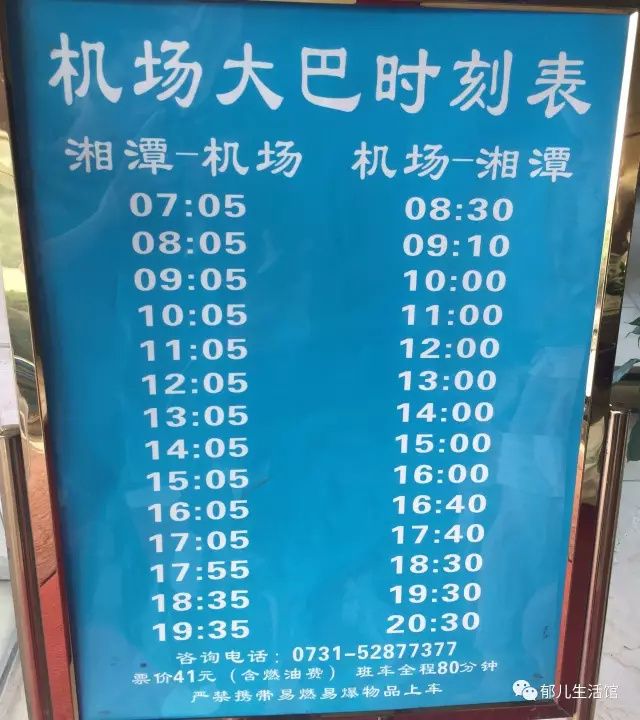 机场大巴时刻表
湘潭-机场 机场-湘潭
07:05 08:30
08:05 09:10
09:05 10:00
10:05 11:00
11:05 12:00
12:05 13:00
13:05 14:00
14:05 15:00
15:05 16:00
16:05 16:40
17:05 17:40
17:55 18:30
18:35 19:30
19:35 20:30
咨询电话：0731-52877377
票价41元（含燃油费） 班车全程80分钟
严禁携带易燃易爆物品上车
郁儿生活馆